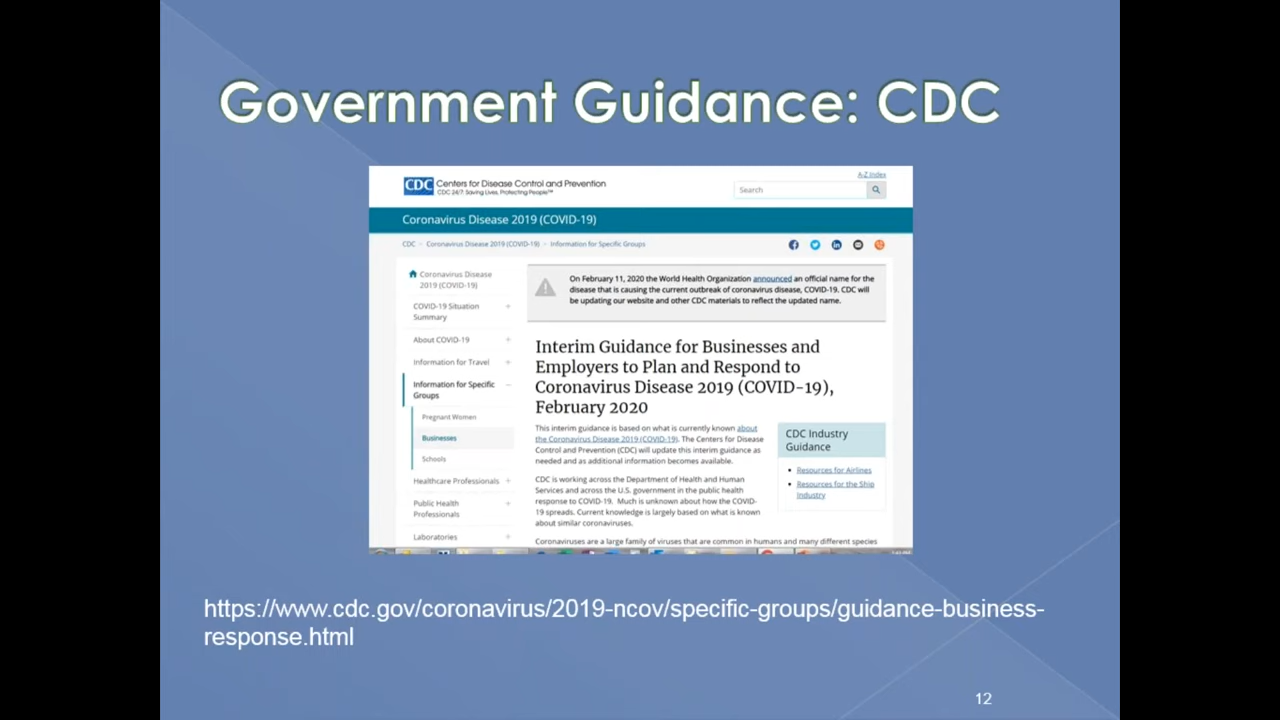 Government Guidance: CDC
A-Z Index
CDC Centers for Disease Control and Prevention
CDC 24/7: Saving Lives, Protecting People™
Search
Coronavirus Disease 2019 (COVID-19)
CDC > Coronavirus Disease 2019 (COVID-19) > Information for Specific Groups
Coronavirus Disease
2019 (COVID-19)
COVID-19 Situation
Summary
About COVID-19
Information for Travel
Information for Specific
Groups
Pregnant Women
Businesses
Schools
Healthcare Professionals
Public Health
Professionals
Laboratories
On February 11, 2020 the World Health Organization announced an official name for the
disease that is causing the current outbreak of coronavirus disease, COVID-19. CDC will
be updating our website and other CDC materials to reflect the updated name.
Interim Guidance for Businesses and
Employers to Plan and Respond to
Coronavirus Disease 2019 (COVID-19),
February 2020
This interim guidance is based on what is currently known about
the Coronavirus Disease 2019 (COVID-19). The Centers for Disease
Control and Prevention (CDC) will update this interim guidance as
needed and as additional information becomes available.
CDC is working across the Department of Health and Human
Services and across the U.S. government in the public health
response to COVID-19. Much is unknown about how the COVID-
19 spreads. Current knowledge is largely based on what is known
about similar coronaviruses.
Coronaviruses are a large family of viruses that are common in humans and many different species
CDC Industry
Guidance
Resources for Airlines
Resources for the Ship
Industry
https://www.cdc.gov/coronavirus/2019-ncov/specific-groups/guidance-business-
response.html
12